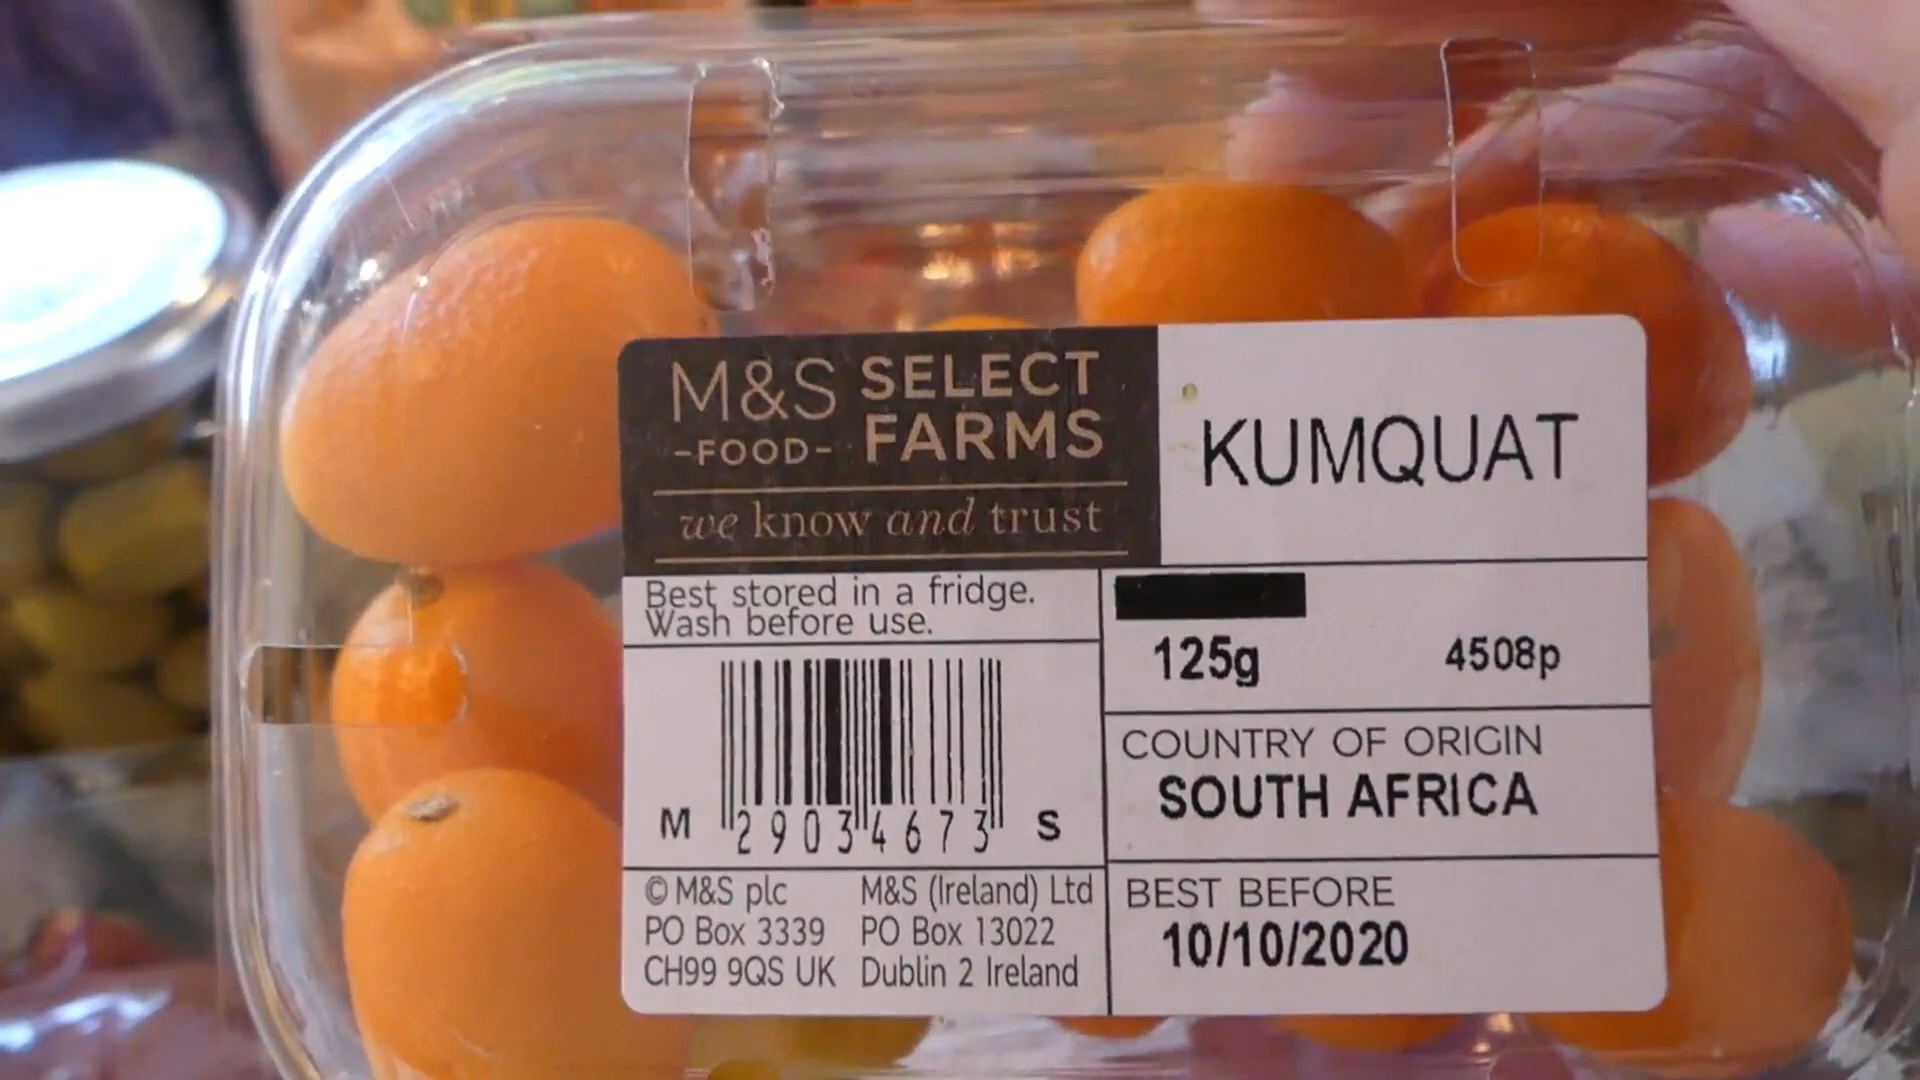 M&S SELECT
-FOOD- FARMS
we know and trust
KUMQUAT
Best stored in a fridge.
Wash before use.
125g 4508p
M 29034673 S
COUNTRY OF ORIGIN
SOUTH AFRICA
© M&S plc
PO Box 3339
CH99 9QS UK
M&S (Ireland) Ltd
PO Box 13022
Dublin 2 Ireland
BEST BEFORE
10/10/2020